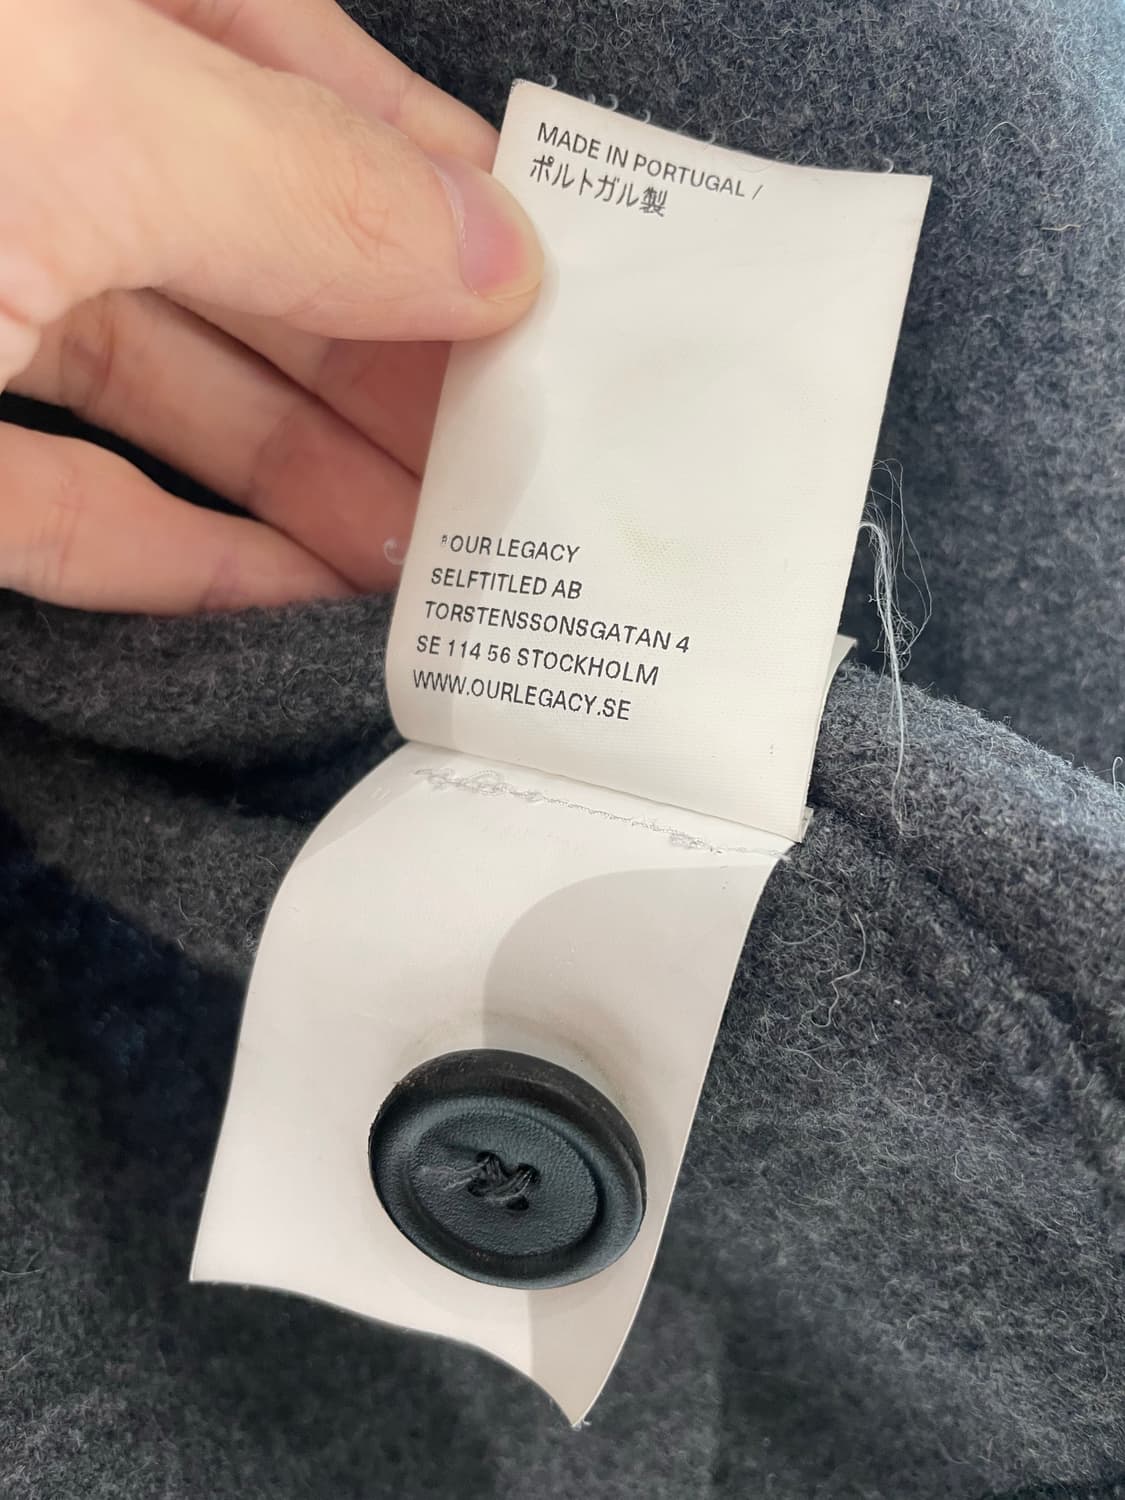 MADE IN PORTUGAL /
ポルトガル製
OUR LEGACY
SELFTITLED AB
TORSTENSSONSGATAN 4
SE 114 56 STOCKHOLM
WWW.OURLEGACY.SE